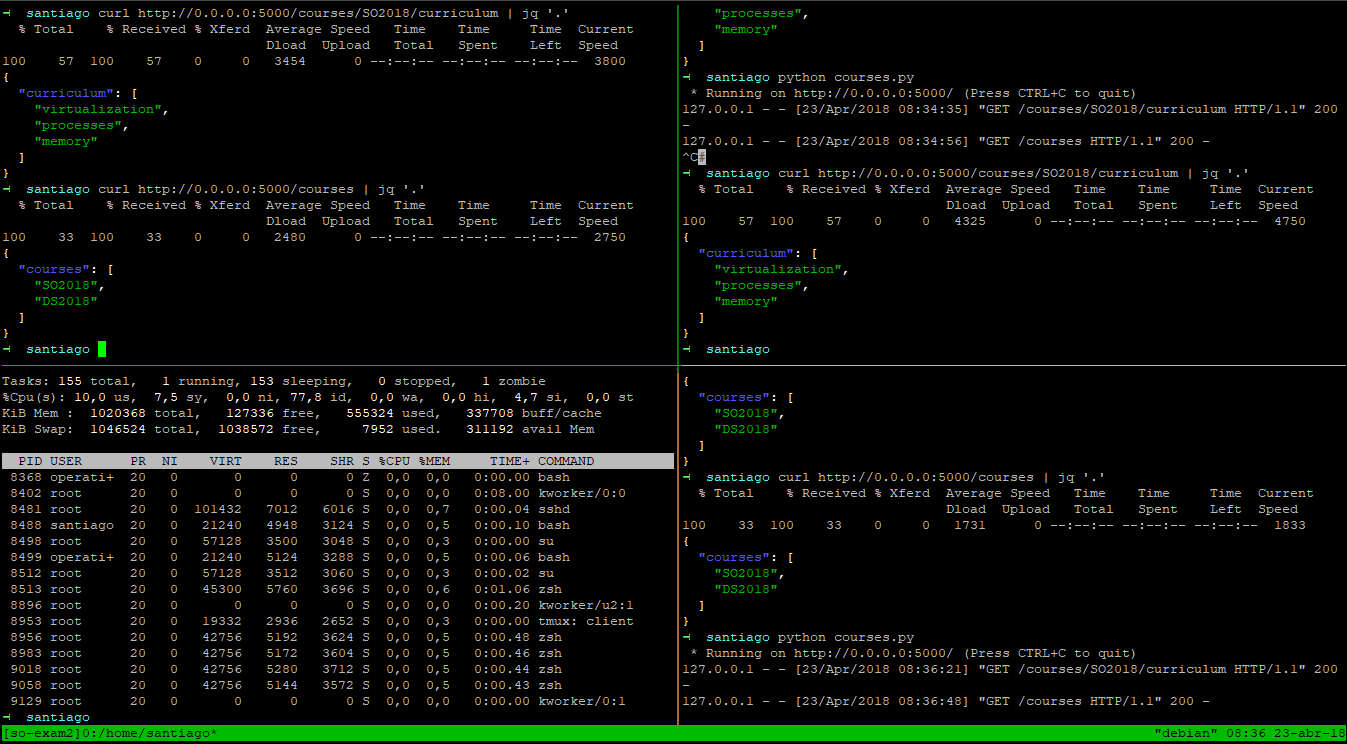 santiago curl http://0.0.0.0:5000/courses/SO2018/curriculum | jq '.'
% Total    % Received % Xferd  Average Speed   Time    Time     Time  Current
Dload  Upload   Total   Spent    Left  Speed
100    57  100    57    0     0   3454      0 --:--:-- --:--:-- --:--:--  3800
{
"curriculum": [
"virtualization",
"processes",
"memory"
]
}
santiago curl http://0.0.0.0:5000/courses | jq '.'
% Total    % Received % Xferd  Average Speed   Time    Time     Time  Current
Dload  Upload   Total   Spent    Left  Speed
100    33  100    33    0     0   2480      0 --:--:-- --:--:-- --:--:--  2750
{
"courses": [
"SO2018",
"DS2018"
]
}
santiago
"processes",
"memory"
]
}
santiago python courses.py
* Running on http://0.0.0.0:5000/ (Press CTRL+C to quit)
127.0.0.1 - - [23/Apr/2018 08:34:35] "GET /courses/SO2018/curriculum HTTP/1.1" 200
-
127.0.0.1 - - [23/Apr/2018 08:34:56] "GET /courses HTTP/1.1" 200 -
^C#
santiago curl http://0.0.0.0:5000/courses/SO2018/curriculum | jq '.'
% Total    % Received % Xferd  Average Speed   Time    Time     Time  Current
Dload  Upload   Total   Spent    Left  Speed
100    57  100    57    0     0   4325      0 --:--:-- --:--:-- --:--:--  4750
{
"curriculum": [
"virtualization",
"processes",
"memory"
]
}
santiago
Tasks: 155 total,   1 running, 153 sleeping,   0 stopped,   1 zombie
%Cpu(s): 10,0 us,  7,5 sy,  0,0 ni, 77,8 id,  0,0 wa,  0,0 hi,  4,7 si,  0,0 st
KiB Mem :  1020368 total,   127336 free,   555324 used,   337708 buff/cache
KiB Swap:  1046524 total,  1038572 free,     7952 used.   311192 avail Mem
PID USER      PR  NI    VIRT    RES    SHR S %CPU %MEM     TIME+ COMMAND
8368 operati+  20   0       0      0      0 Z  0,0  0,0   0:00.00 bash
8402 root      20   0       0      0      0 S  0,0  0,0   0:08.00 kworker/0:0
8481 root      20   0  101432   7012   6016 S  0,0  0,7   0:00.04 sshd
8488 santiago  20   0   21240   4948   3124 S  0,0  0,5   0:00.10 bash
8498 root      20   0   57128   3500   3048 S  0,0  0,3   0:00.00 su
8499 operati+  20   0   21240   5124   3288 S  0,0  0,5   0:00.06 bash
8512 root      20   0   57128   3512   3060 S  0,0  0,3   0:00.02 su
8513 root      20   0   45300   5760   3696 S  0,0  0,6   0:01.06 zsh
8896 root      20   0       0      0      0 S  0,0  0,0   0:00.20 kworker/u2:1
8953 root      20   0   19332   2936   2652 S  0,0  0,3   0:00.00 tmux: client
8956 root      20   0   42756   5192   3624 S  0,0  0,5   0:00.48 zsh
8983 root      20   0   42756   5172   3604 S  0,0  0,5   0:00.46 zsh
9018 root      20   0   42756   5280   3712 S  0,0  0,5   0:00.44 zsh
9058 root      20   0   42756   5144   3572 S  0,0  0,5   0:00.43 zsh
9129 root      20   0       0      0      0 S  0,0  0,0   0:00.00 kworker/0:1
santiago
{
"courses": [
"SO2018",
"DS2018"
]
}
santiago curl http://0.0.0.0:5000/courses | jq '.'
% Total    % Received % Xferd  Average Speed   Time    Time     Time  Current
Dload  Upload   Total   Spent    Left  Speed
100    33  100    33    0     0   1731      0 --:--:-- --:--:-- --:--:--  1833
{
"courses": [
"SO2018",
"DS2018"
]
}
santiago python courses.py
* Running on http://0.0.0.0:5000/ (Press CTRL+C to quit)
127.0.0.1 - - [23/Apr/2018 08:36:21] "GET /courses/SO2018/curriculum HTTP/1.1" 200
-
127.0.0.1 - - [23/Apr/2018 08:36:48] "GET /courses HTTP/1.1" 200 -
[so-exam2]0:/home/santiago*    "debian" 08:36 23-abr-18